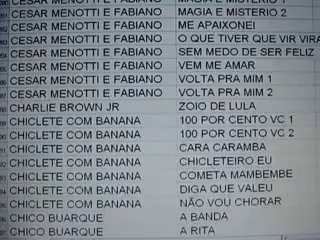 CESAR MENOTTI E FABIANO MAGIA E MISTERIO 1
CESAR MENOTTI E FABIANO MAGIA E MISTERIO 2
CESAR MENOTTI E FABIANO ME APAIXONEI
CESAR MENOTTI E FABIANO O QUE TIVER QUE VIR VIRA
CESAR MENOTTI E FABIANO SEM MEDO DE SER FELIZ
CESAR MENOTTI E FABIANO VEM ME AMAR
CESAR MENOTTI E FABIANO VOLTA PRA MIM 1
CESAR MENOTTI E FABIANO VOLTA PRA MIM 2
CHARLIE BROWN JR ZOIO DE LULA
CHICLETE COM BANANA 100 POR CENTO VC 1
CHICLETE COM BANANA 100 POR CENTO VC 2
CHICLETE COM BANANA CARA CARAMBA
CHICLETE COM BANANA CHICLETEIRO EU
CHICLETE COM BANANA COMETA MAMBEMBE
CHICLETE COM BANANA DIGA QUE VALEU
CHICLETE COM BANANA NÃO VOU CHORAR
CHICO BUARQUE A BANDA
CHICO BUARQUE A RITA